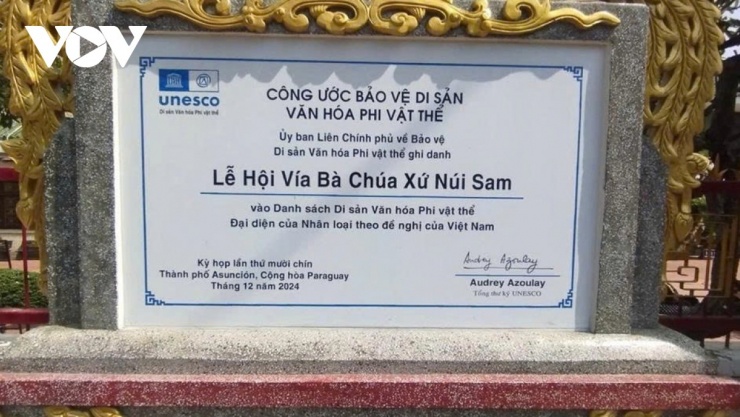 VOV
unesco
Di sản Văn hóa Phi vật thể
CÔNG ƯỚC BẢO VỆ DI SẢN
VĂN HÓA PHI VẬT THỂ
Ủy ban Liên Chính phủ về Bảo vệ
Di sản Văn hóa Phi vật thể ghi danh
Lễ Hội Vía Bà Chúa Xứ Núi Sam
vào Danh sách Di sản Văn hóa Phi vật thể
Đại diện của Nhân loại theo đề nghị của Việt Nam
Kỳ họp lần thứ mười chín
Thành phố Asunción, Cộng hòa Paraguay
Tháng 12 năm 2024
Audrey Azoulay
Audrey Azoulay
Tổng thư ký UNESCO